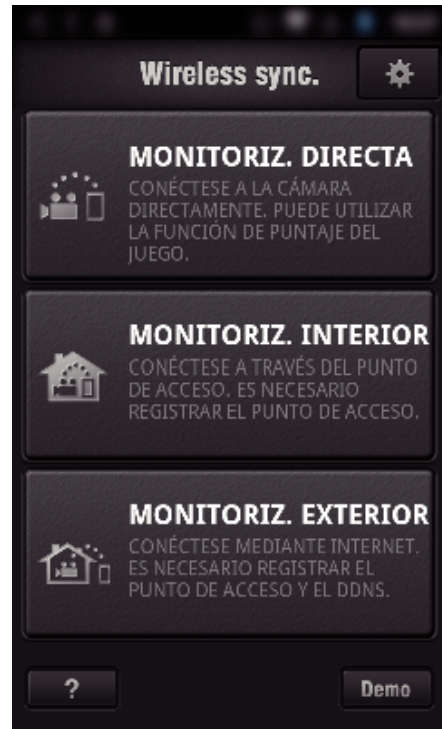 Wireless sync.
MONITORIZ. DIRECTA
CONÉCTESE A LA CÁMARA
DIRECTAMENTE. PUEDE UTILIZAR
LA FUNCIÓN DE PUNTAJE DEL
JUEGO.
MONITORIZ. INTERIOR
CONÉCTESE A TRAVÉS DEL PUNTO
DE ACCESO. ES NECESARIO
REGISTRAR EL PUNTO DE ACCESO.
MONITORIZ. EXTERIOR
CONÉCTESE MEDIANTE INTERNET.
ES NECESARIO REGISTRAR EL
PUNTO DE ACCESO Y EL DDNS.
? Demo